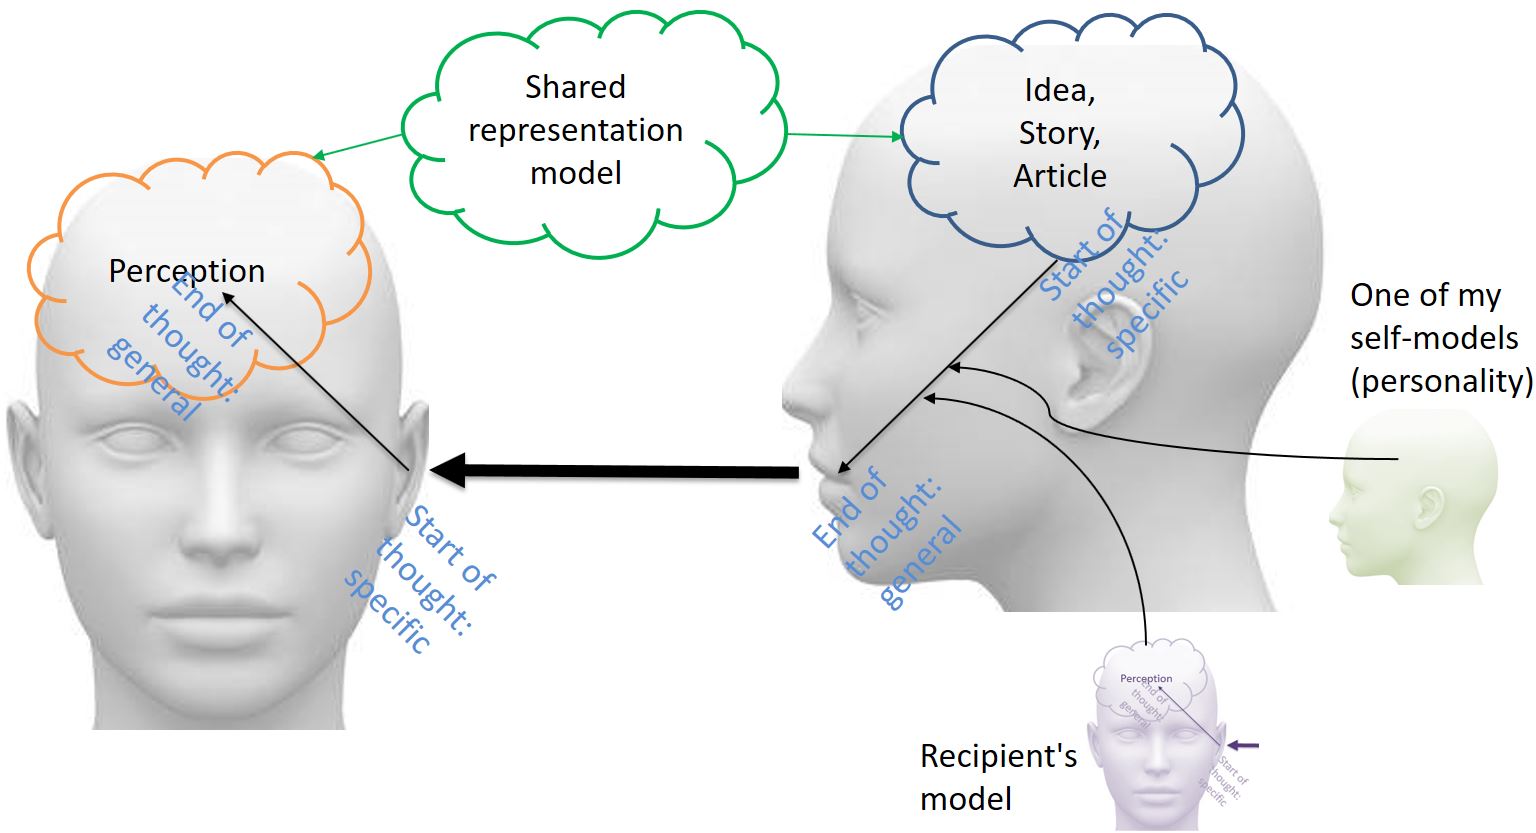 Shared
representation
model
Idea,
Story,
Article
Perception
End of
thought:
general
Start of
thought:
specific
Start of
thought:
specific
End of
thought:
general
One of my
self-models
(personality)
Recipient's
model
Perception
End of
thought:
general
Start of
thought:
specific